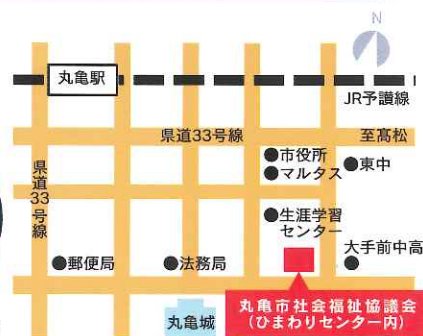 N
丸亀駅
JR予讃線
県道33号線
至髙松
市役所
マルタス
東中
県道33号線
生涯学習
センター
大手前中高
郵便局
法務局
丸亀市社会福祉協議会
(ひまわりセンター内)
丸亀城